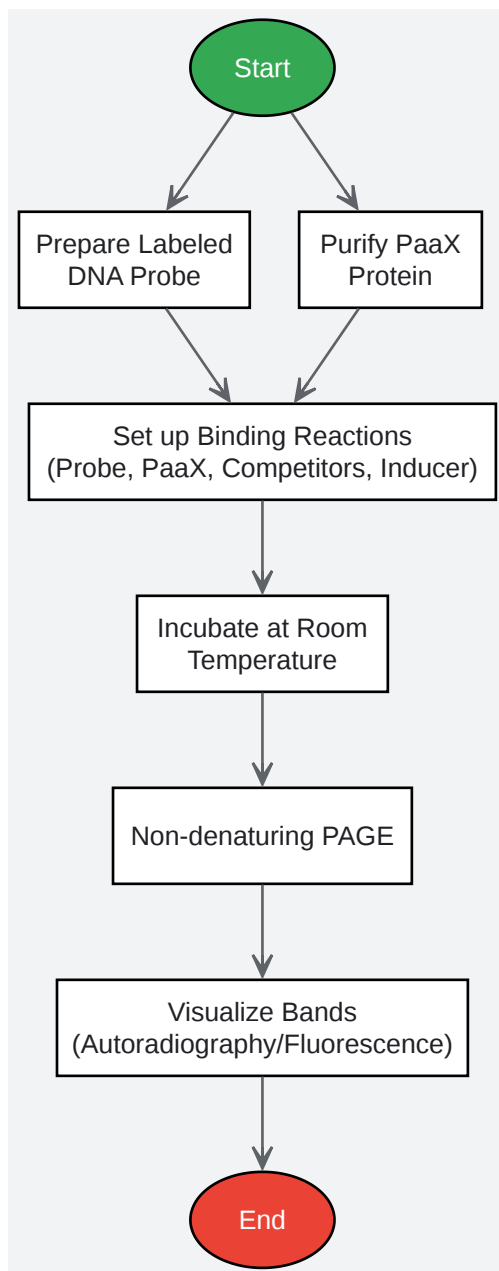 Start
Prepare Labeled
DNA Probe
Purify PaaX
Protein
Set up Binding Reactions
(Probe, PaaX, Competitors, Inducer)
Incubate at Room
Temperature
Non-denaturing PAGE
Visualize Bands
(Autoradiography/Fluorescence)
End